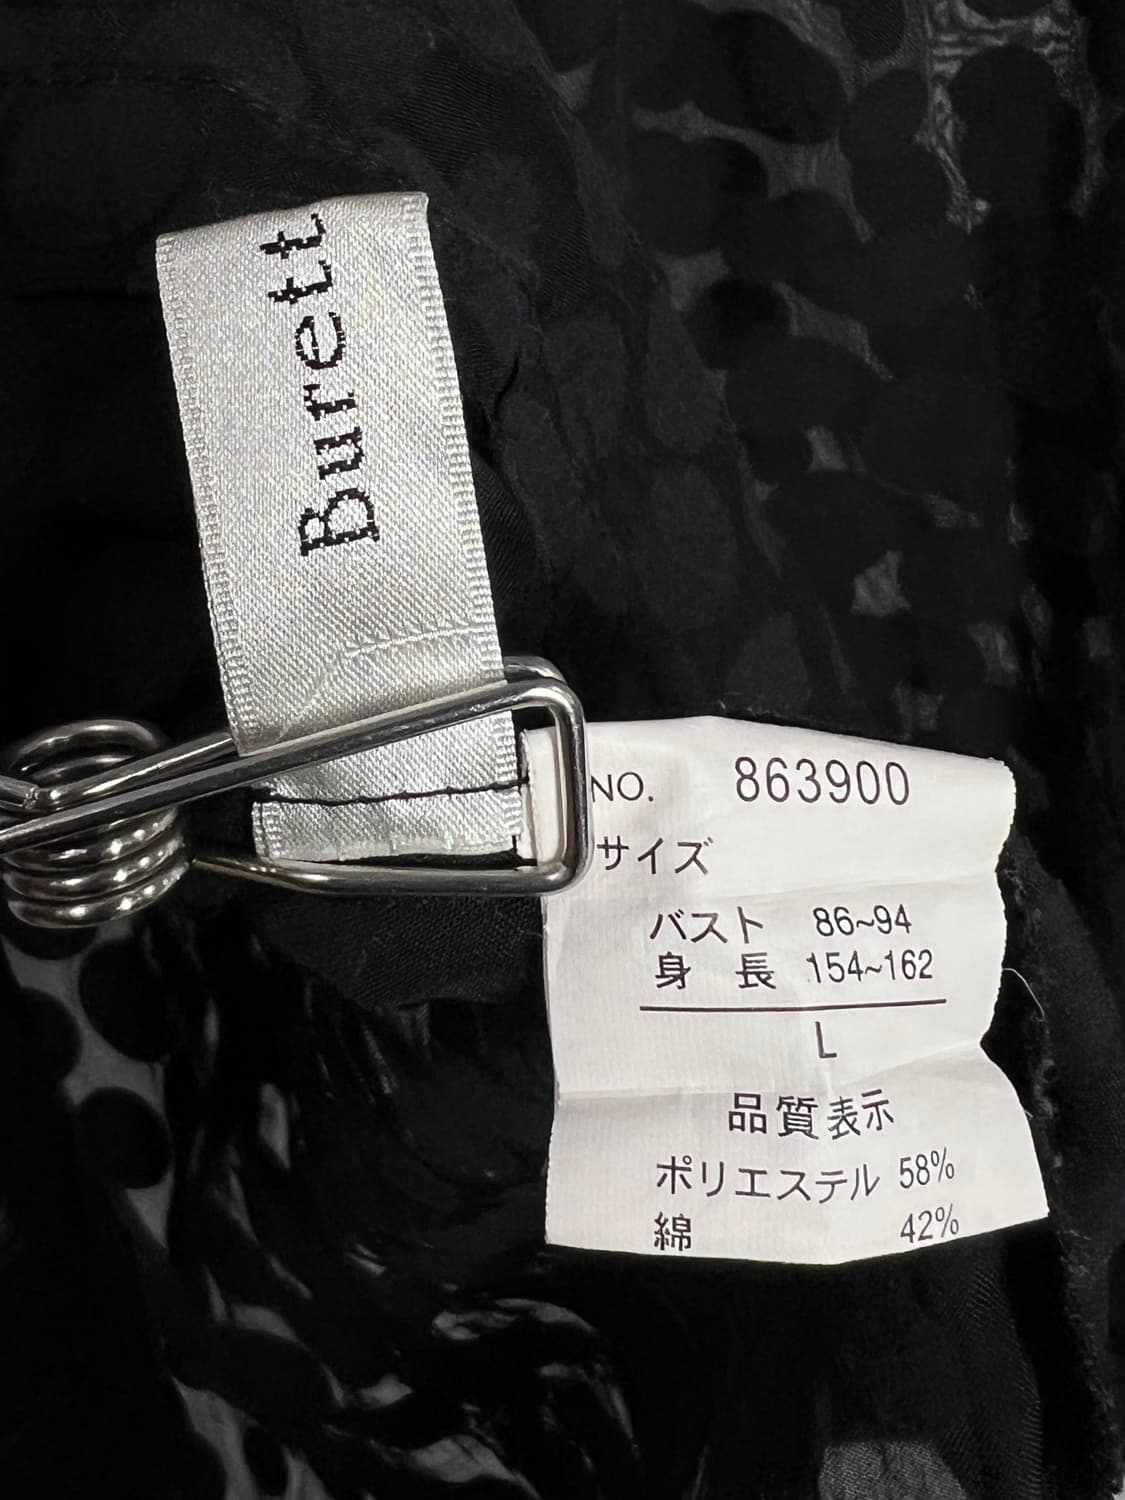 Burett
NO. 863900
サイズ
バスト 86~94
身 長 154~162
L
品質表示
ポリエステル 58%
綿 42%